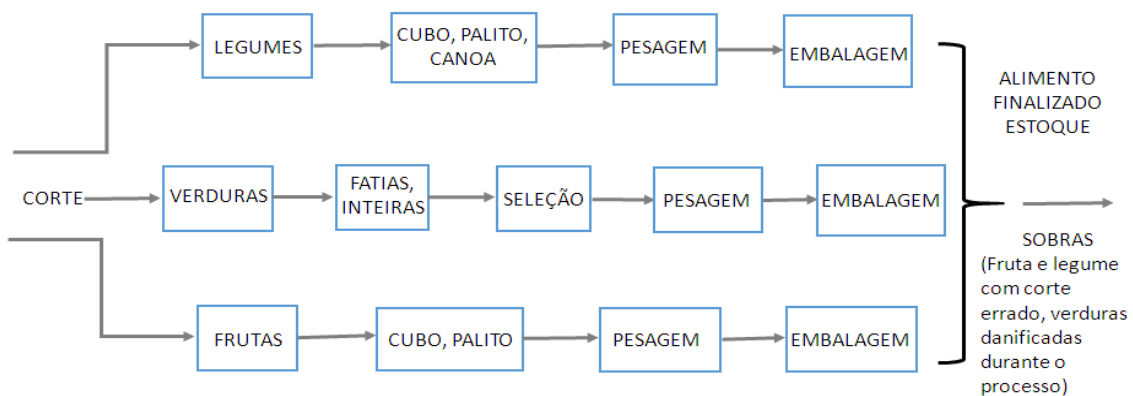 LEGUMES
CUBO, PALITO,
CANOA
PESAGEM
EMBALAGEM
ALIMENTO
FINALIZADO
ESTOQUE
CORTE
VERDURAS
FATIAS,
INTEIRAS
SELEÇÃO
PESAGEM
EMBALAGEM
SOBRAS
(Fruta e legume
com corte
errado, verduras
danificadas
durante o
processo)
FRUTAS
CUBO, PALITO
PESAGEM
EMBALAGEM